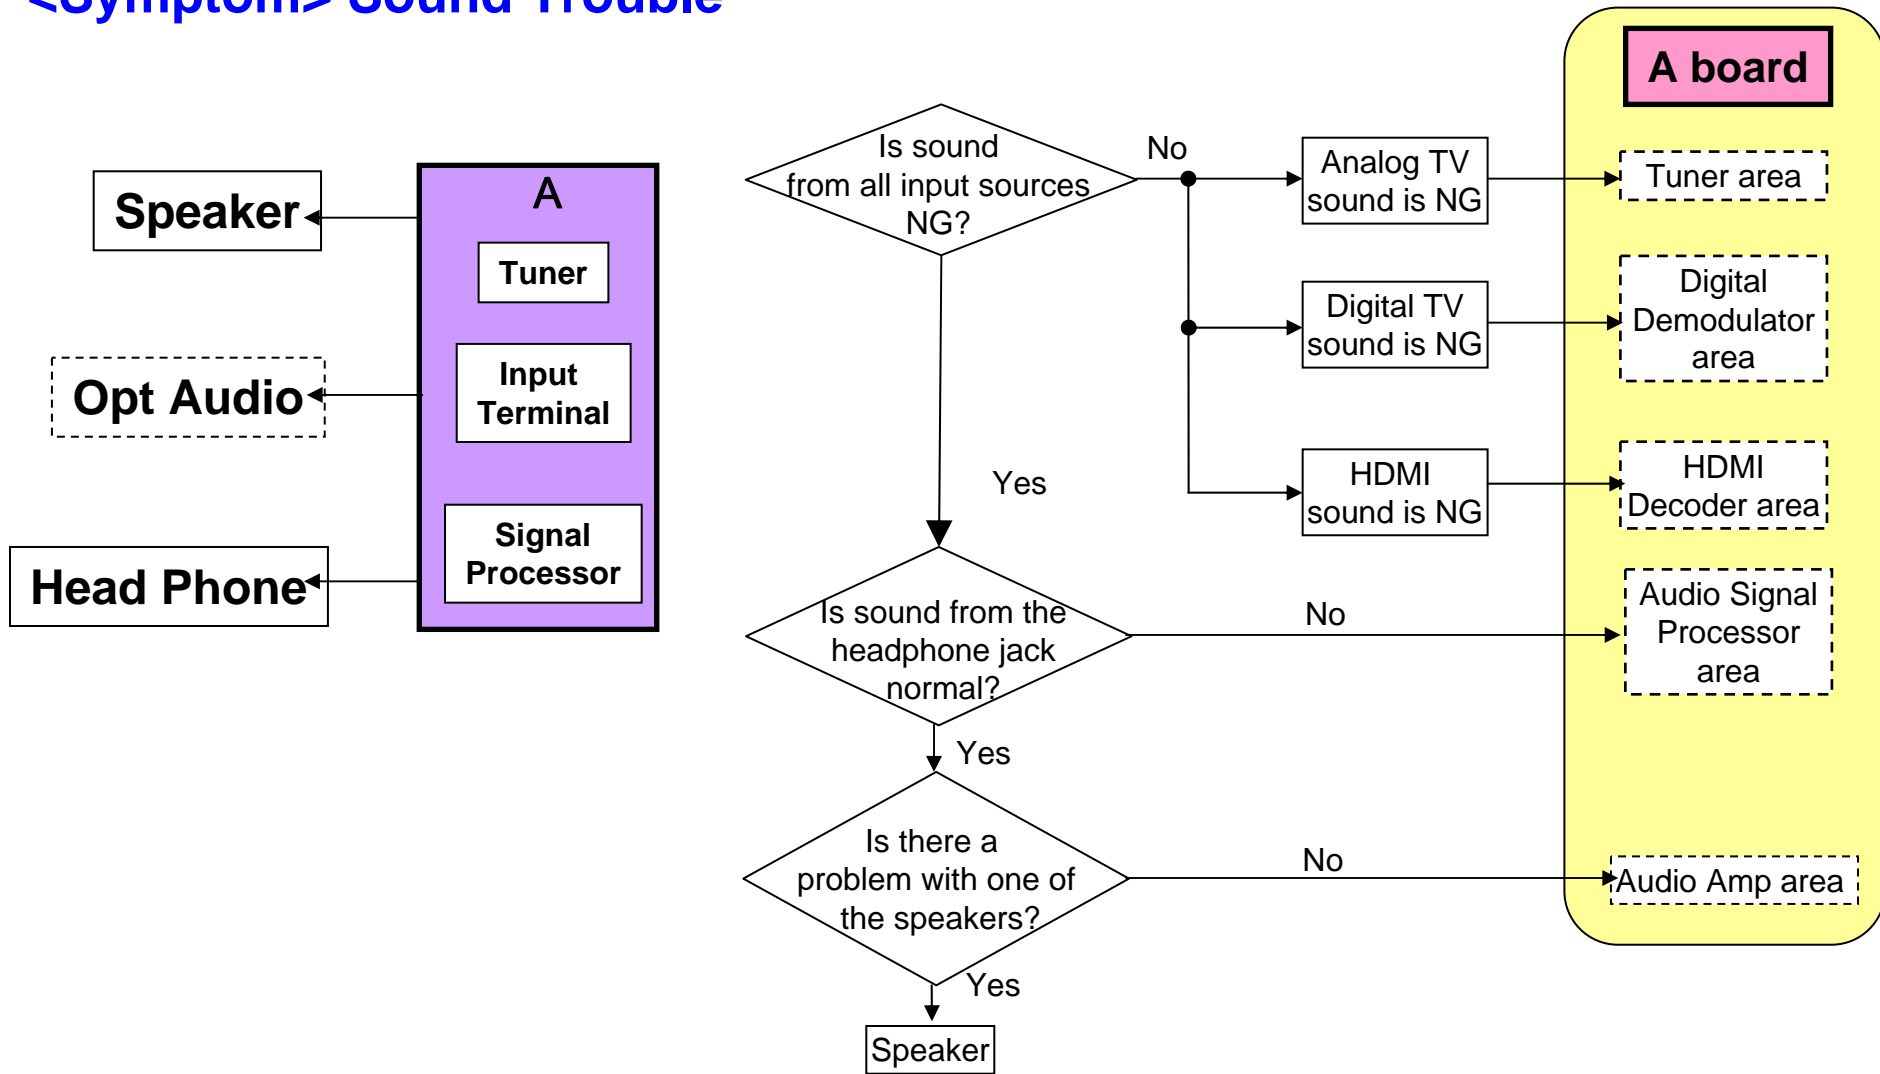 <Symptom> Sound Trouble
A
Speaker
Tuner
Opt Audio
Input
Terminal
Head Phone
Signal
Processor
Is sound
from all input sources
NG?
No
Yes
Analog TV
sound is NG
Digital TV
sound is NG
HDMI
sound is NG
Is sound from the
headphone jack
normal?
No
Yes
Is there a
problem with one of
the speakers?
No
Yes
Speaker
A board
Tuner area
Digital
Demodulator
area
HDMI
Decoder area
Audio Signal
Processor
area
Audio Amp area